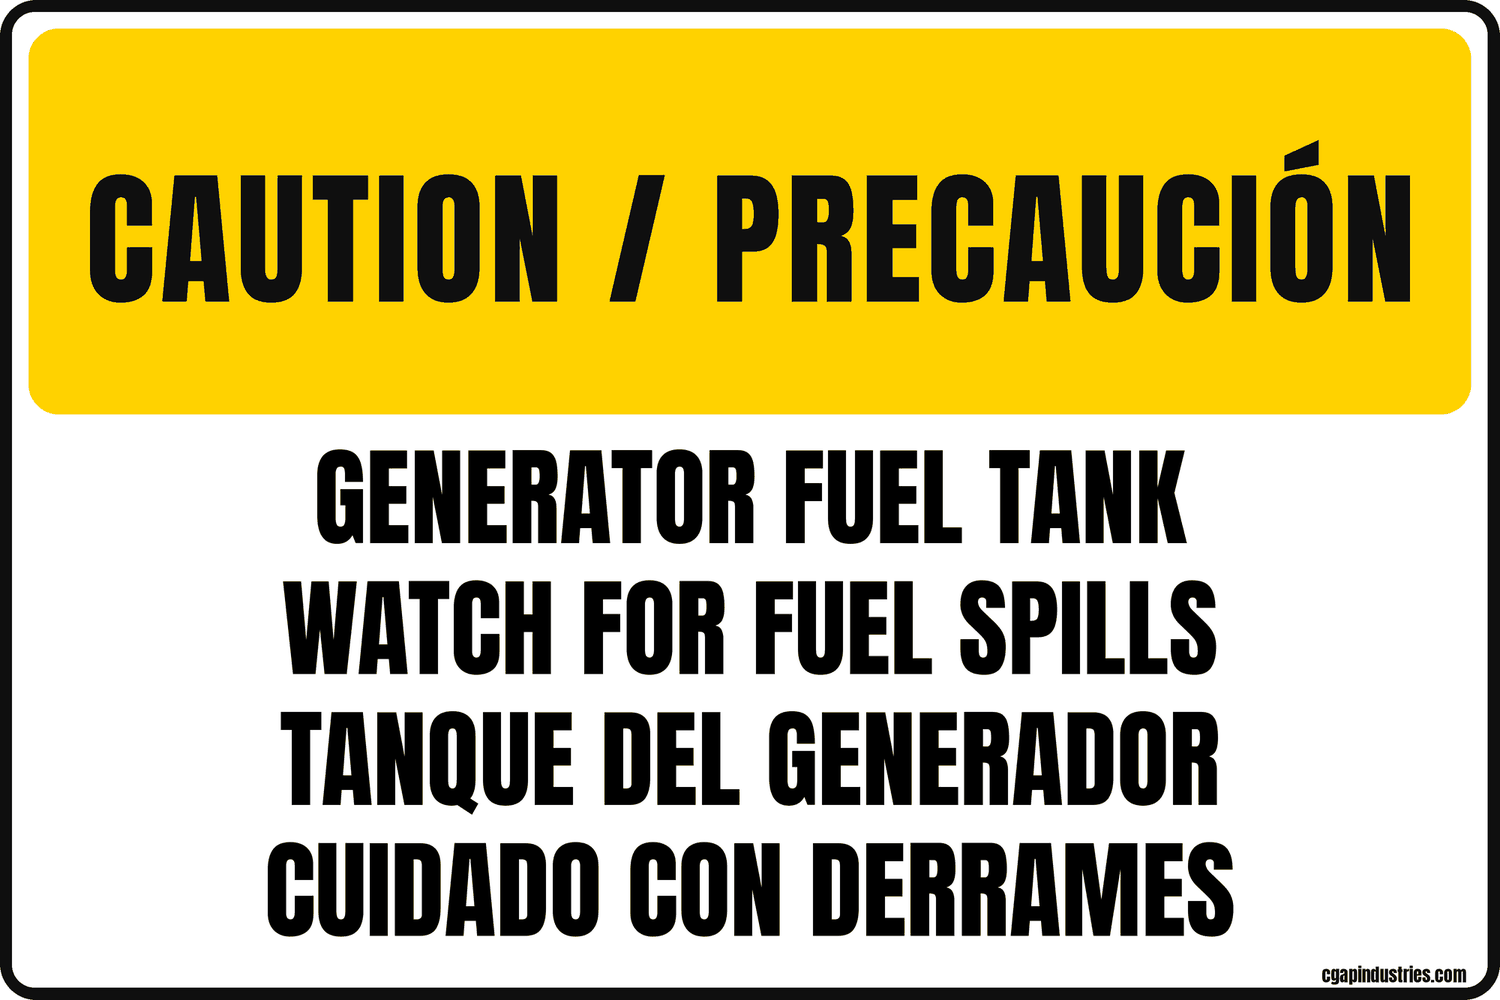 CAUTION / PRECAUCIÓN
GENERATOR FUEL TANK
WATCH FOR FUEL SPILLS
TANQUE DEL GENERADOR
CUIDADO CON DERRAMES
cgapindustries.com